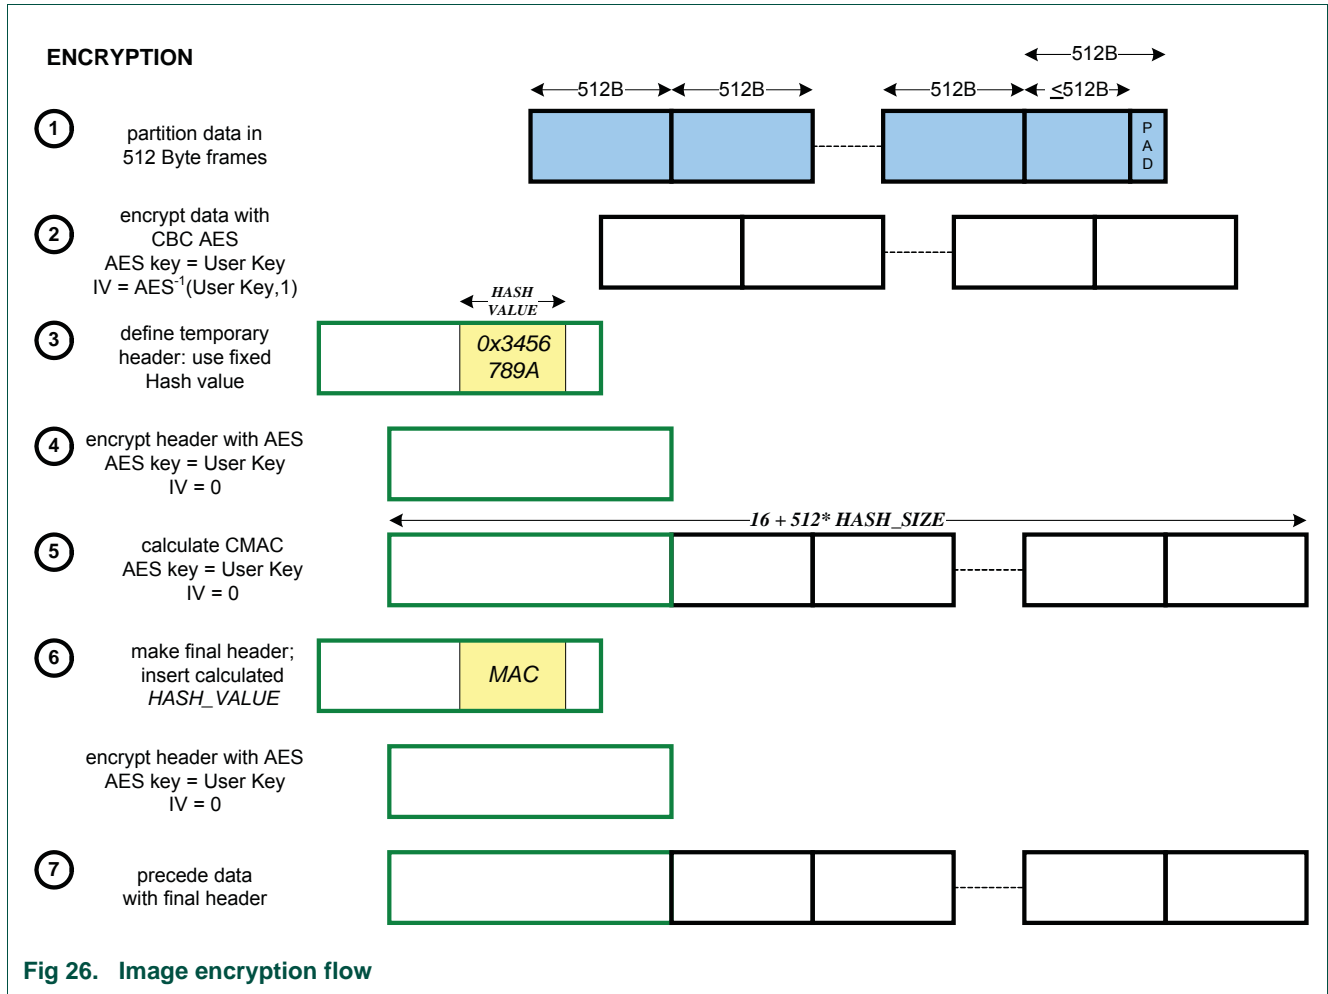 ENCRYPTION
512B
512B
512B
512B
≤512B
1
partition data in
512 Byte frames
P
A
D
2
encrypt data with
CBC AES
AES key = User Key
IV = AES⁻¹(User Key,1)
HASH
VALUE
3
define temporary
header: use fixed
Hash value
0x3456
789A
4
encrypt header with AES
AES key = User Key
IV = 0
16 + 512* HASH_SIZE
5
calculate CMAC
AES key = User Key
IV = 0
6
make final header;
insert calculated
HASH_VALUE
MAC
encrypt header with AES
AES key = User Key
IV = 0
7
precede data
with final header
Fig 26. Image encryption flow